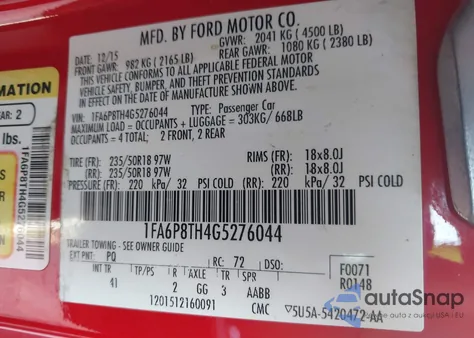 MFD. BY FORD MOTOR CO.
DATE: 12/15
GVWR: 2041 KG ( 4500 LB)
FRONT GAWR: 982 KG ( 2165 LB)
REAR GAWR: 1080 KG ( 2380 LB)
THIS VEHICLE CONFORMS TO ALL APPLICABLE FEDERAL MOTOR
VEHICLE SAFETY, BUMPER, AND THEFT PREVENTION STANDARDS
IN EFFECT ON THE DATE OF MANUFACTURE SHOWN ABOVE.
VIN: 1FA6P8TH4G5276044 TYPE: Passenger Car
MAXIMUM LOAD = OCCUPANTS + LUGGAGE = 303KG/ 668LB
OCCUPANTS = 4 TOTAL; 2 FRONT, 2 REAR
TIRE (FR): 235/50R18 97W RIMS (FR): 18x8.0J
(RR): 235/50R18 97W (RR): 18x8.0J
PRESSURE (FR): 220 kPa/ 32 PSI COLD (RR): 220 kPa/ 32 PSI COLD
1FA6P8TH4G5276044
TRAILER TOWING - SEE OWNER GUIDE
EXT PNT: PQ RC: 72 DSO: F0071
R0148
INT TR TP/PS R AXLE TR SPR
41 2 GG 3 AABB
1201512160091 CMC ▽5U5A-5420472-AA
MATION
AR: 2
lbs.
1FA6P8TH4G5276044
autoSnap
Чат-бот